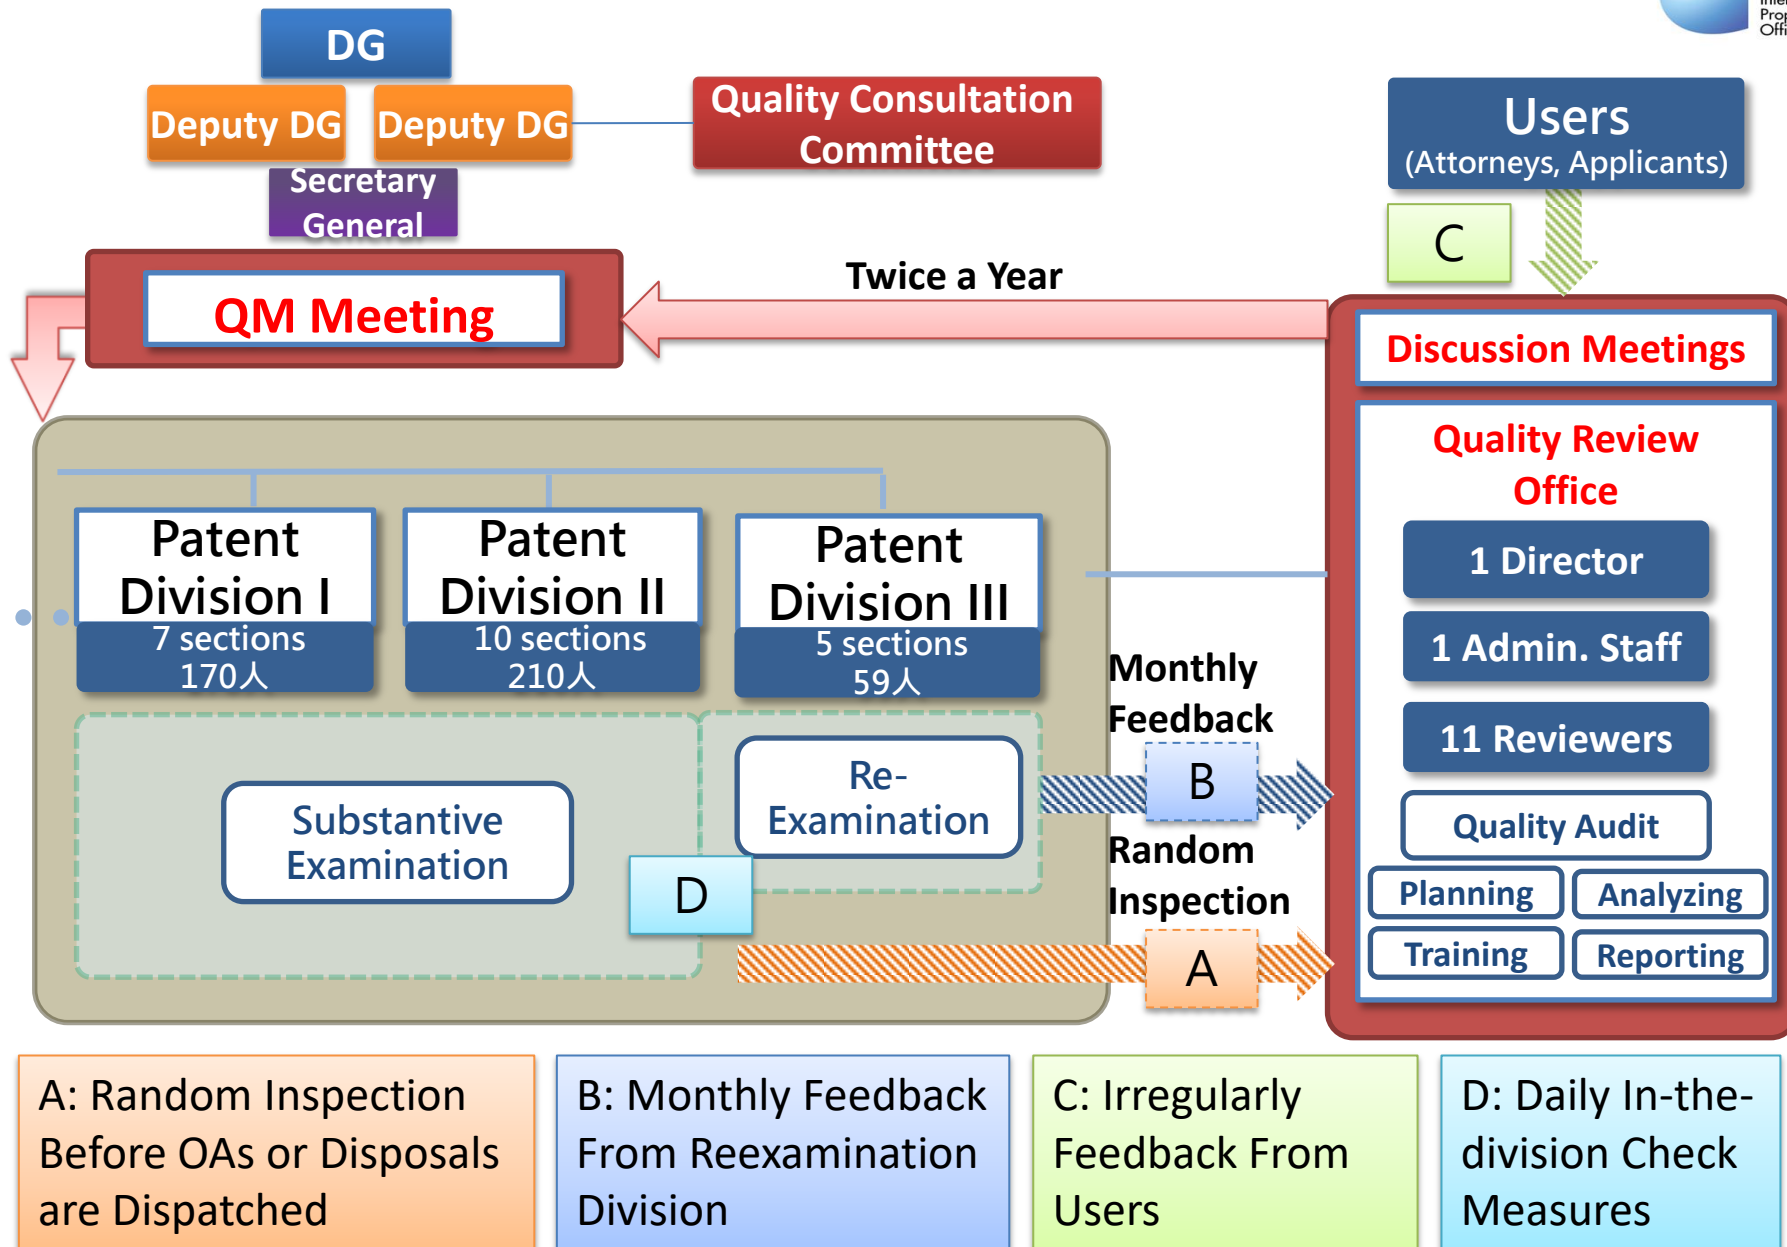 DG
Deputy DG
Deputy DG
Secretary
General
Quality Consultation
Committee
Prop
Offi
Users
(Attorneys, Applicants)
C
Twice a Year
QM Meeting
Discussion Meetings
Quality Review
Office
1 Director
1 Admin. Staff
11 Reviewers
Quality Audit
Planning
Analyzing
Training
Reporting
Patent
Division I
7 sections
170人
Patent
Division II
10 sections
210人
Patent
Division III
5 sections
59人
Substantive
Examination
Re-
Examination
D
Monthly
Feedback
B
Random
Inspection
A
A: Random Inspection
Before OAs or Disposals
are Dispatched
B: Monthly Feedback
From Reexamination
Division
C: Irregularly
Feedback From
Users
D: Daily In-the-
division Check
Measures